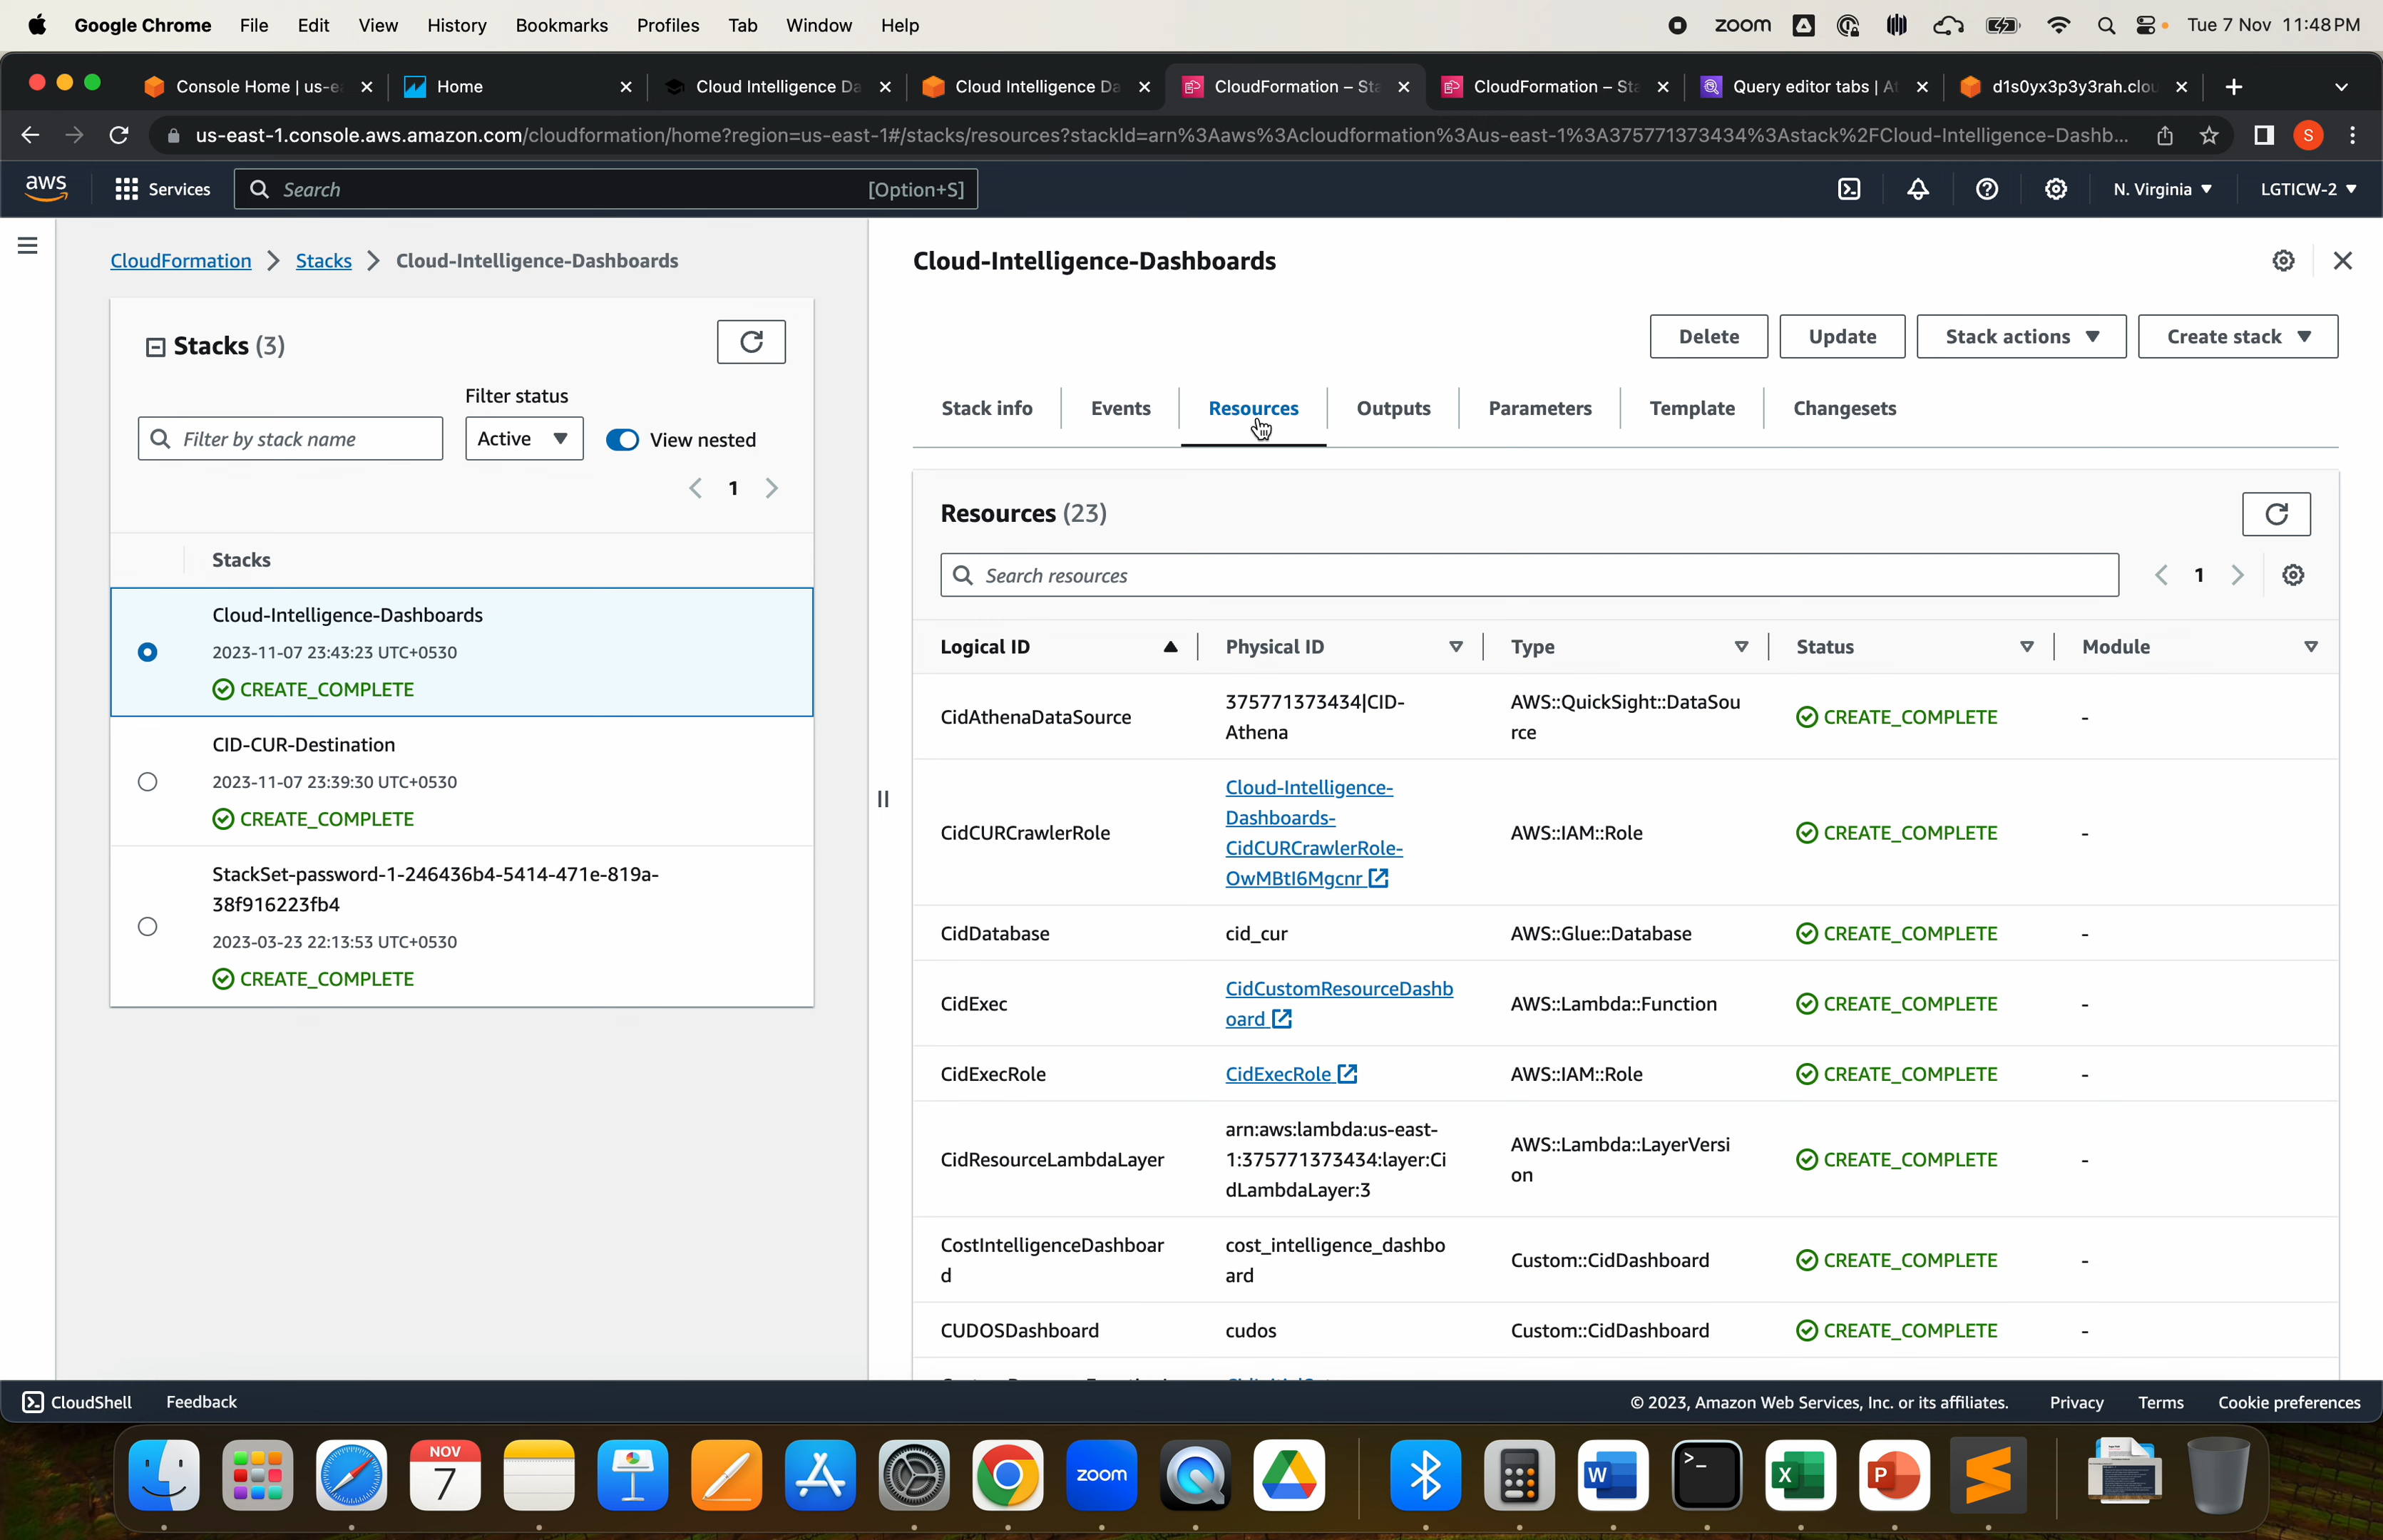 Google Chrome File Edit View History Bookmarks Profiles Tab Window Help zoom Tue 7 Nov 11:48 PM
Console Home | us-ea Home Cloud Intelligence Da Cloud Intelligence Da CloudFormation – Sta CloudFormation – Sta Query editor tabs | At d1s0yx3p3y3rah.clou
us-east-1.console.aws.amazon.com/cloudformation/home?region=us-east-1#/stacks/resources?stackId=arn%3Aaws%3Acloudformation%3Aus-east-1%3A375771373434%3Astack%2FCloud-Intelligence-Dashb... S
aws Services Search [Option+S] N. Virginia LGTICW-2
CloudFormation Stacks Cloud-Intelligence-Dashboards
Stacks (3)
Filter status
Filter by stack name Active View nested
1
Stacks
Cloud-Intelligence-Dashboards
2023-11-07 23:43:23 UTC+0530
CREATE_COMPLETE
CID-CUR-Destination
2023-11-07 23:39:30 UTC+0530
CREATE_COMPLETE
StackSet-password-1-246436b4-5414-471e-819a-
38f916223fb4
2023-03-23 22:13:53 UTC+0530
CREATE_COMPLETE
Cloud-Intelligence-Dashboards
Delete Update Stack actions Create stack
Stack info Events Resources Outputs Parameters Template Changesets
Resources (23)
Search resources 1
Logical ID Physical ID Type Status Module
CidAthenaDataSource 375771373434|CID-
Athena AWS::QuickSight::DataSou
rce CREATE_COMPLETE -
CidCURCrawlerRole Cloud-Intelligence-
Dashboards-
CidCURCrawlerRole-
OwMBtI6Mgcnr AWS::IAM::Role CREATE_COMPLETE -
CidDatabase cid_cur AWS::Glue::Database CREATE_COMPLETE -
CidExec CidCustomResourceDashb
oard AWS::Lambda::Function CREATE_COMPLETE -
CidExecRole CidExecRole AWS::IAM::Role CREATE_COMPLETE -
CidResourceLambdaLayer arn:aws:lambda:us-east-
1:375771373434:layer:Ci
dLambdaLayer:3 AWS::Lambda::LayerVersi
on CREATE_COMPLETE -
CostIntelligenceDashboar
d cost_intelligence_dashbo
ard Custom::CidDashboard CREATE_COMPLETE -
CUDOSDashboard cudos Custom::CidDashboard CREATE_COMPLETE -
CloudShell Feedback © 2023, Amazon Web Services, Inc. or its affiliates. Privacy Terms Cookie preferences
NOV
7
zoom
W
X
P